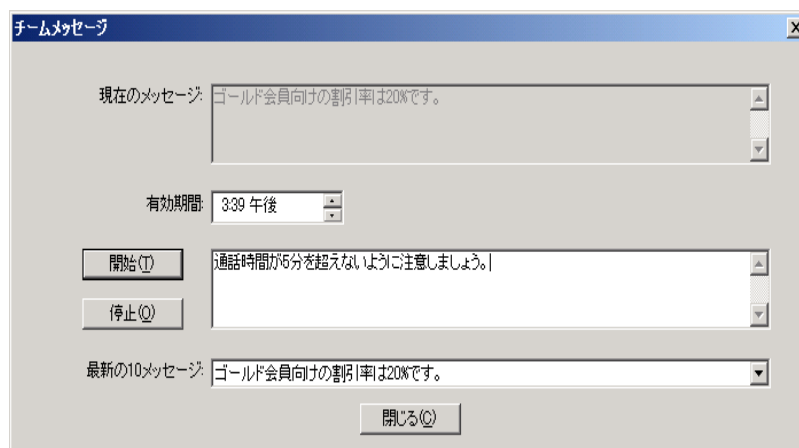 チームメッセージ
現在のメッセージ: ゴールド会員向けの割引率は20%です。
有効期間: 3:39 午後
開始(T) 通話時間が5分を超えないように注意しましょう。
停止(O)
最新の10メッセージ: ゴールド会員向けの割引率は20%です。
閉じる(C)